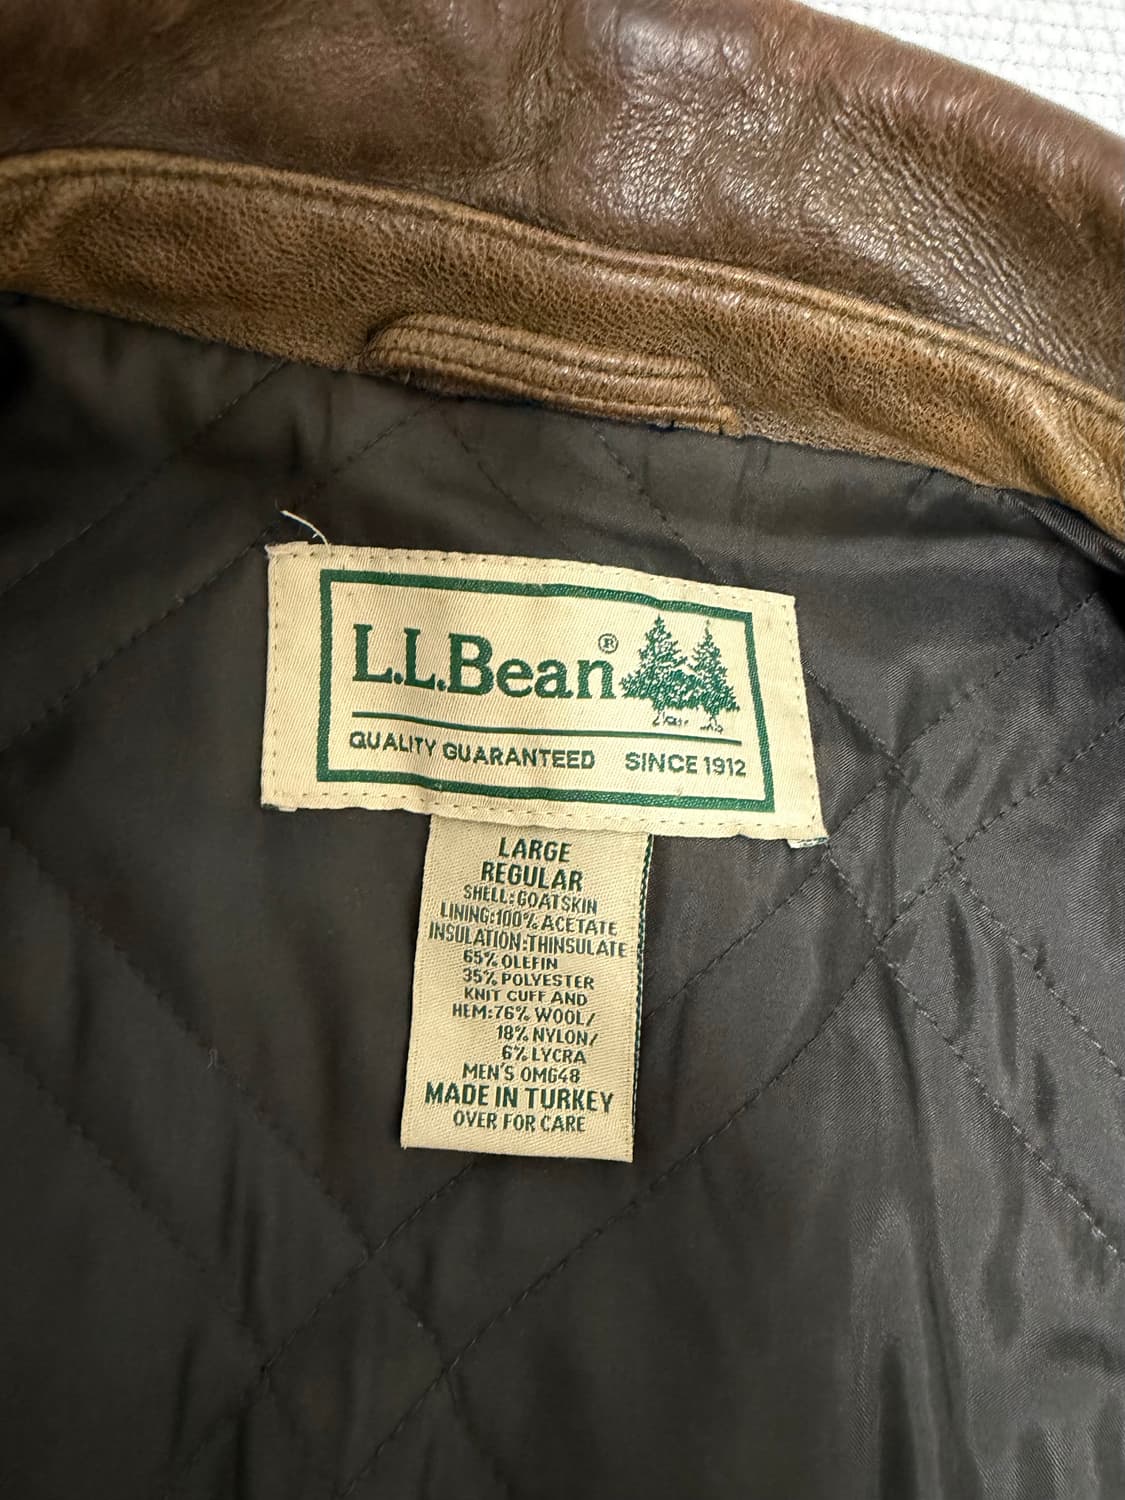 L.L.Bean®
QUALITY GUARANTEED SINCE 1912
LARGE
REGULAR
SHELL:GOATSKIN
LINING:100% ACETATE
INSULATION:THINSULATE
65% OLEFIN
35% POLYESTER
KNIT CUFF AND
HEM:76% WOOL/
18% NYLON/
6% LYCRA
MEN'S 0MG48
MADE IN TURKEY
OVER FOR CARE